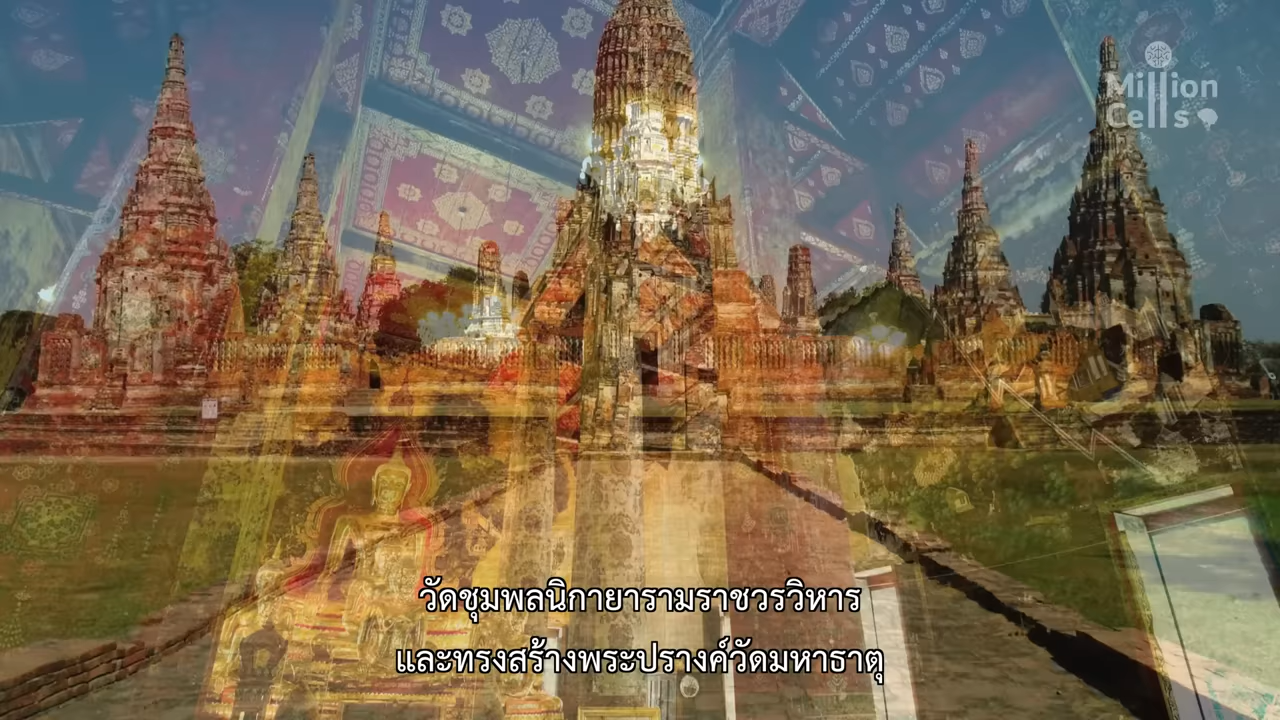 Million
Cells
วัดชุมพลนิกายารามราชวรวิหาร
และทรงสร้างพระปรางค์วัดมหาธาตุ